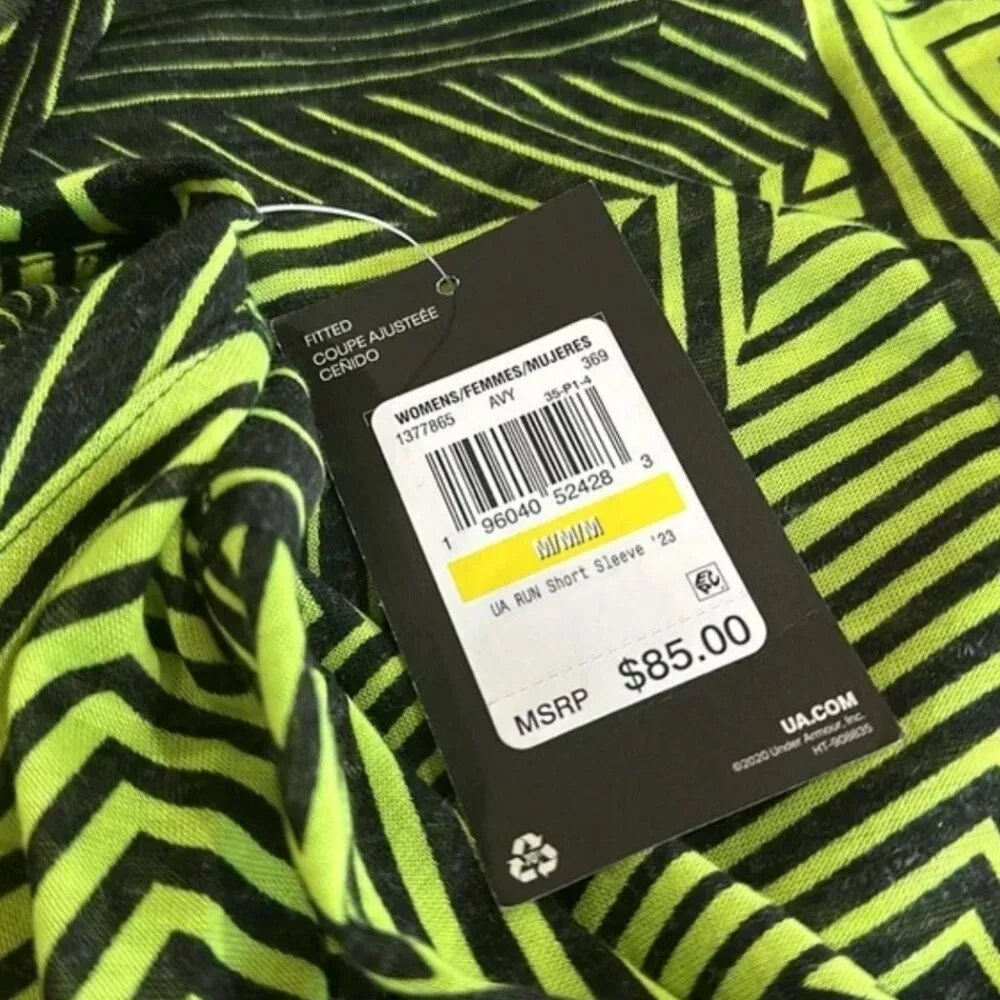 FITTED
COUPE AJUSTEÉE
CEÑIDO
WOMENS/FEMMES/MUJERES
1377865 AVY 35-P1-4 369
1 96040 52428 3
M/M/M
UA RUN Short Sleeve '23
MSRP $85.00
UA.COM
©2020 Under Armour, Inc.
HT-908835